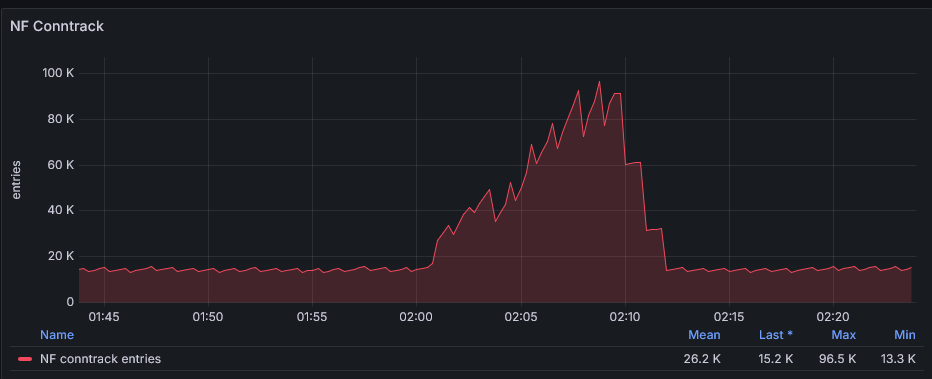 NF Conntrack
100 K
80 K
60 K
40 K
20 K
0
entries
01:45 01:50 01:55 02:00 02:05 02:10 02:15 02:20
Name Mean Last * Max Min
NF conntrack entries 26.2 K 15.2 K 96.5 K 13.3 K